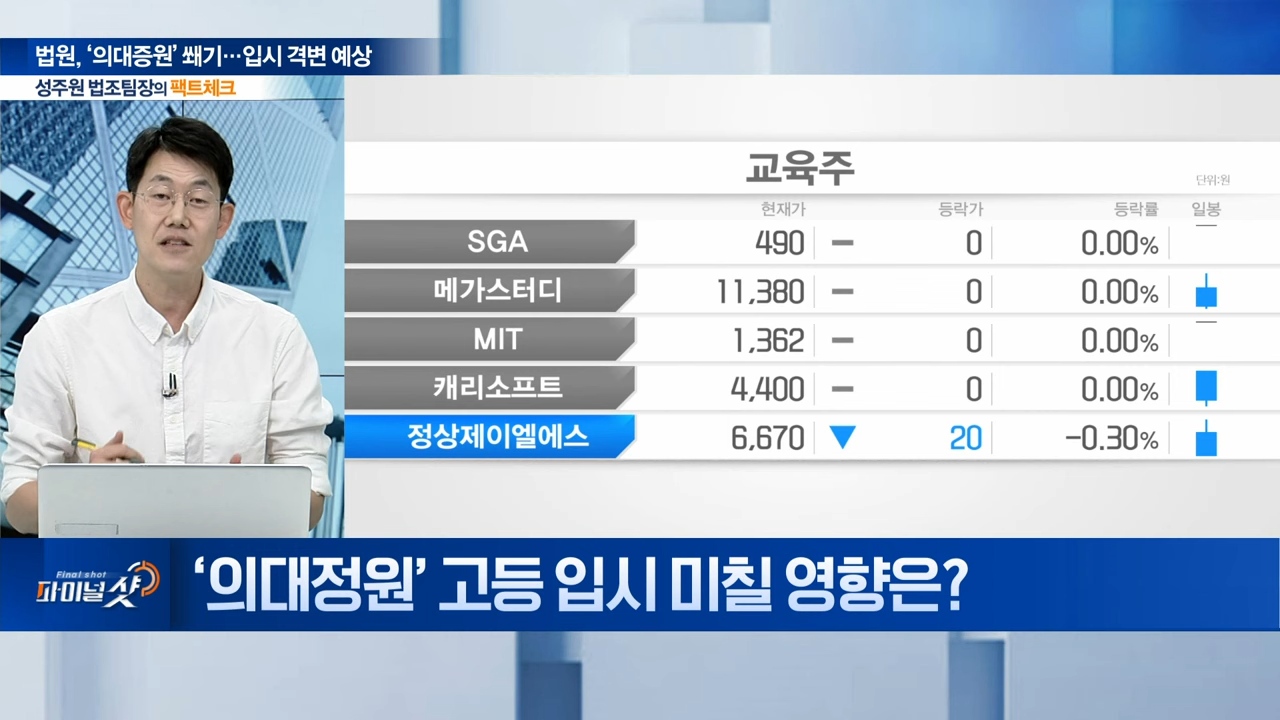 법원, ‘의대증원’ 쐐기…입시 격변 예상
성주원 법조팀장의 팩트체크
교육주
단위:원
현재가 등락가 등락률 일봉
SGA 490 0 0.00%
메가스터디 11,380 0 0.00%
MIT 1,362 0 0.00%
캐리소프트 4,400 0 0.00%
정상제이엘에스 6,670 ▼ 20 -0.30%
Final shot
파이널샷
‘의대정원’ 고등 입시 미칠 영향은?